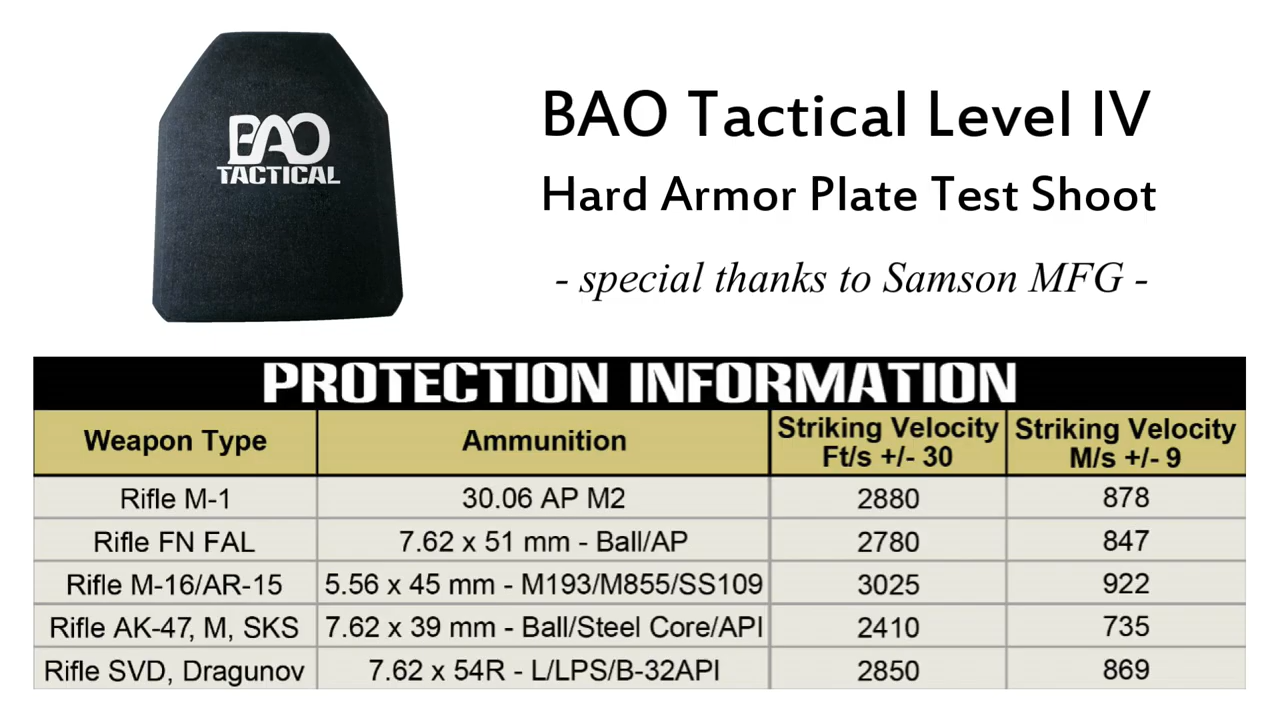 BAO
TACTICAL
BAO Tactical Level IV
Hard Armor Plate Test Shoot
- special thanks to Samson MFG -
PROTECTION INFORMATION
Weapon Type Ammunition Striking Velocity Ft/s +/- 30 Striking Velocity M/s +/- 9
Rifle M-1 30.06 AP M2 2880 878
Rifle FN FAL 7.62 x 51 mm - Ball/AP 2780 847
Rifle M-16/AR-15 5.56 x 45 mm - M193/M855/SS109 3025 922
Rifle AK-47, M, SKS 7.62 x 39 mm - Ball/Steel Core/API 2410 735
Rifle SVD, Dragunov 7.62 x 54R - L/LPS/B-32API 2850 869